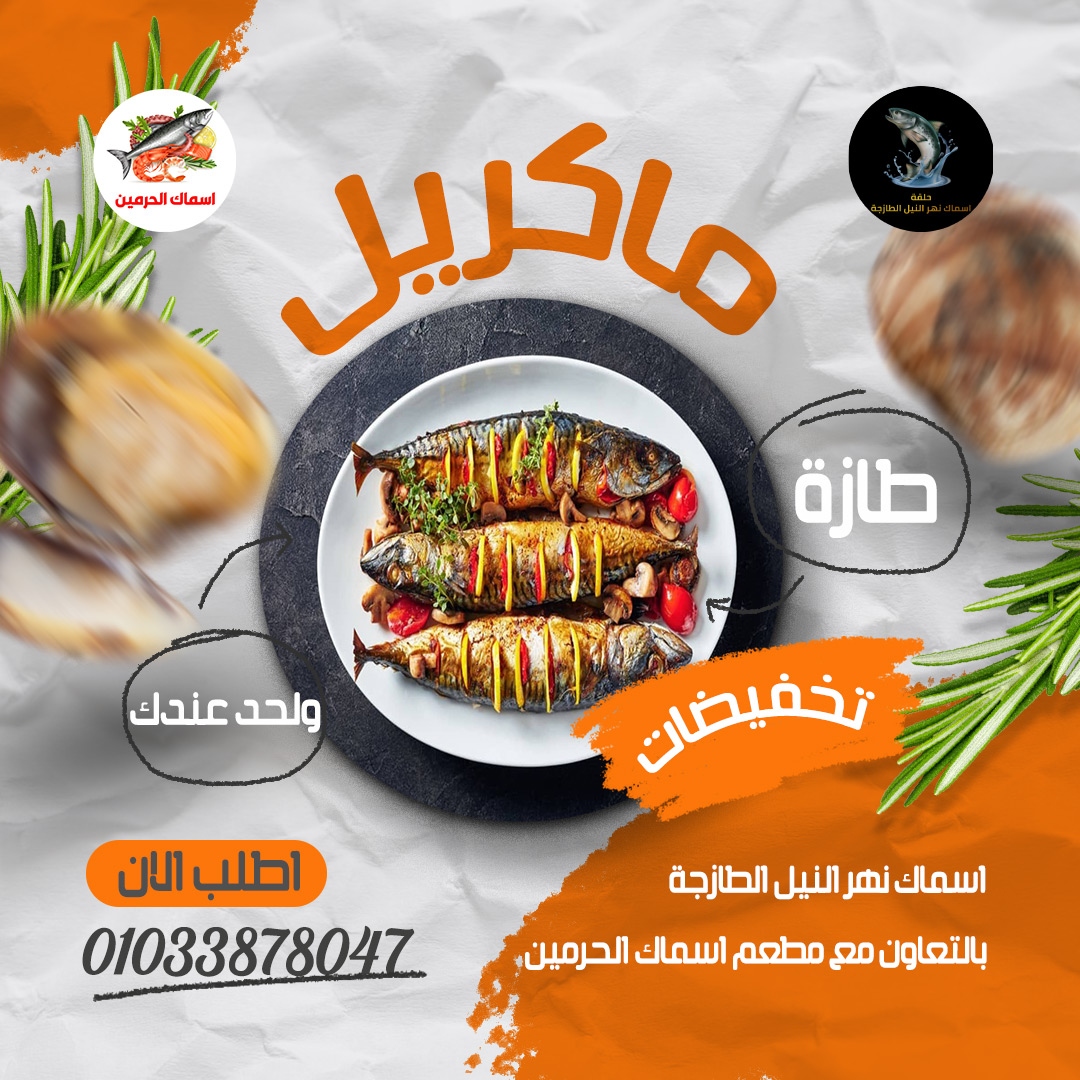 اسماك الحرمين
حلقة
اسماك نهر النيل الطازجة
ماكريل
طازة
ولحد عندك
تخفيضات
اسماك نهر النيل الطازجة
بالتعاون مع مطعم اسماك الحرمين
اطلب الان
01033878047